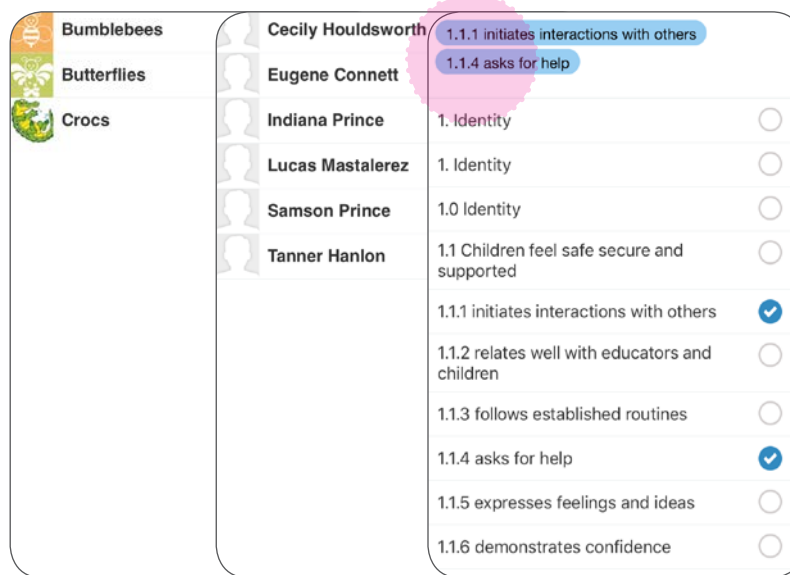 Bumblebees
Butterflies
Crocs
Cecily Houldsworth
Eugene Connett
Indiana Prince
Lucas Mastalerez
Samson Prince
Tanner Hanlon
1.1.1 initiates interactions with others
1.1.4 asks for help
1. Identity
1. Identity
1.0 Identity
1.1 Children feel safe secure and
supported
1.1.1 initiates interactions with others
1.1.2 relates well with educators and
children
1.1.3 follows established routines
1.1.4 asks for help
1.1.5 expresses feelings and ideas
1.1.6 demonstrates confidence